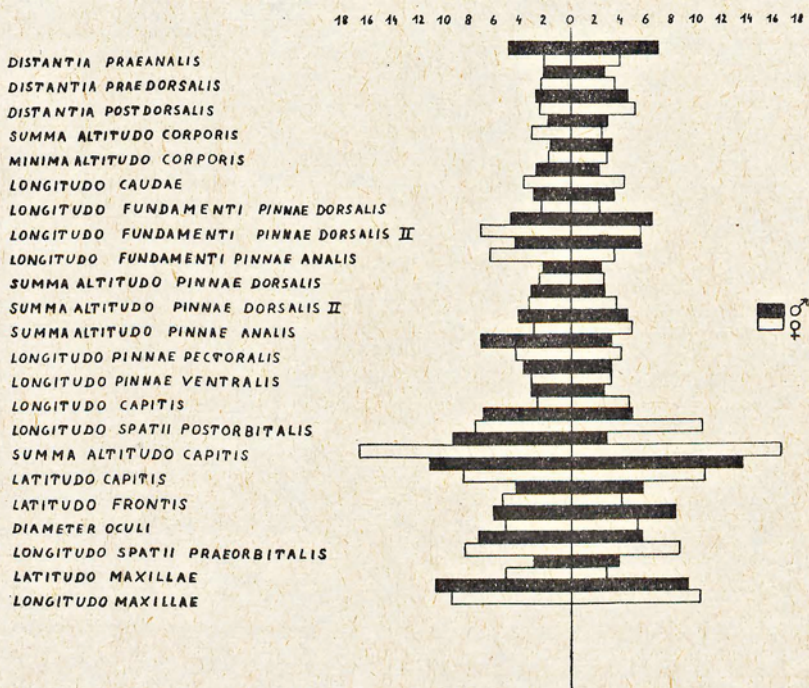 18 16 14 12 10 8 6 4 2 0 2 4 6 8 10 12 14 16 18
DISTANTIA PRAEANALIS
DISTANTIA PRAEDORSALIS
DISTANTIA POSTDORSALIS
SUMMA ALTITUDO CORPORIS
MINIMA ALTITUDO CORPORIS
LONGITUDO CAUDAE
LONGITUDO FUNDAMENTI PINNAE DORSALIS
LONGITUDO FUNDAMENTI PINNAE DORSALIS II
LONGITUDO FUNDAMENTI PINNAE ANALIS
SUMMA ALTITUDO PINNAE DORSALIS
SUMMA ALTITUDO PINNAE DORSALIS II
SUMMA ALTITUDO PINNAE ANALIS
LONGITUDO PINNAE PECTORALIS
LONGITUDO PINNAE VENTRALIS
LONGITUDO CAPITIS
LONGITUDO SPATII POSTORBITALIS
SUMMA ALTITUDO CAPITIS
LATITUDO CAPITIS
LATITUDO FRONTIS
DIAMETER OCULI
LONGITUDO SPATII PRAEORBITALIS
LATITUDO MAXILLAE
LONGITUDO MAXILLAE
♂
♀